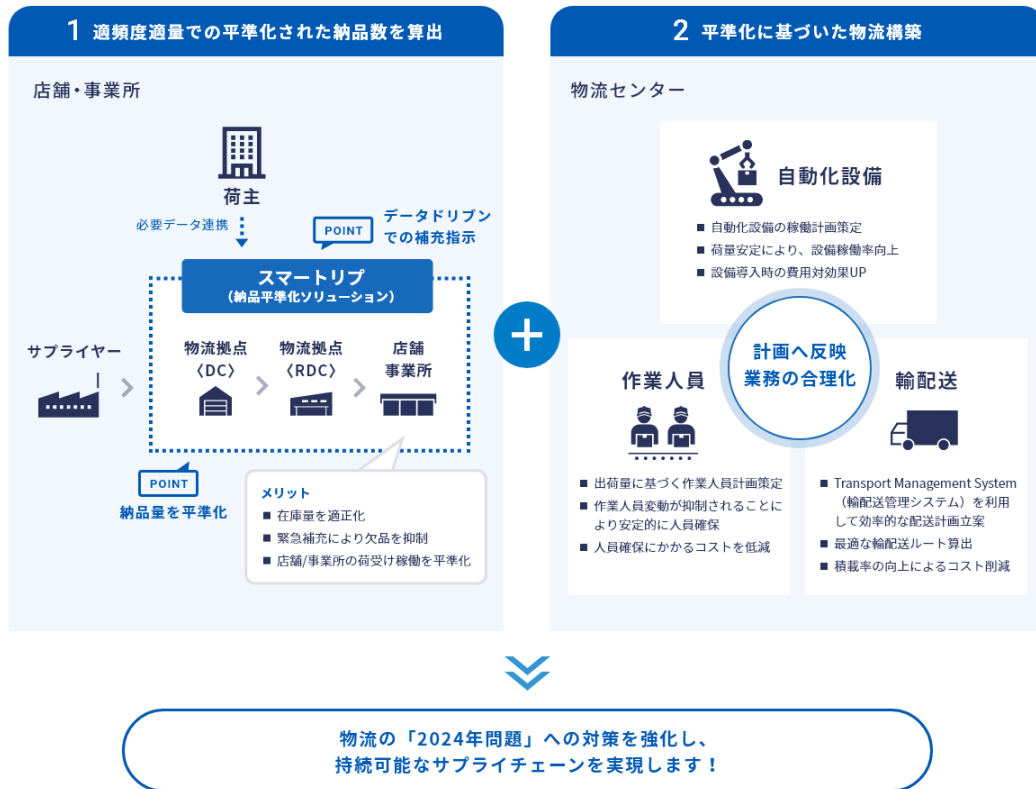 1 適頻度適量での平準化された納品数を算出
店舗・事業所
荷主
必要データ連携
POINT
データドリブン
での補充指示
スマートリプ
（納品平準化ソリューション）
サプライヤー
物流拠点
〈DC〉
物流拠点
〈RDC〉
店舗
事業所
POINT
納品量を平準化
メリット
■ 在庫量を適正化
■ 緊急補充により欠品を抑制
■ 店舗/事業所の荷受け稼働を平準化
2 平準化に基づいた物流構築
物流センター
自動化設備
■ 自動化設備の稼働計画策定
■ 荷量安定により、設備稼働率向上
■ 設備導入時の費用対効果UP
計画へ反映
業務の合理化
作業人員
■ 出荷量に基づく作業人員計画策定
■ 作業人員変動が抑制されることに
より安定的に人員確保
■ 人員確保にかかるコストを低減
輸配送
■ Transport Management System
（輸配送管理システム）を利用
して効率的な配送計画立案
■ 最適な輸配送ルート算出
■ 積載率の向上によるコスト削減
物流の「2024年問題」への対策を強化し、
持続可能なサプライチェーンを実現します！